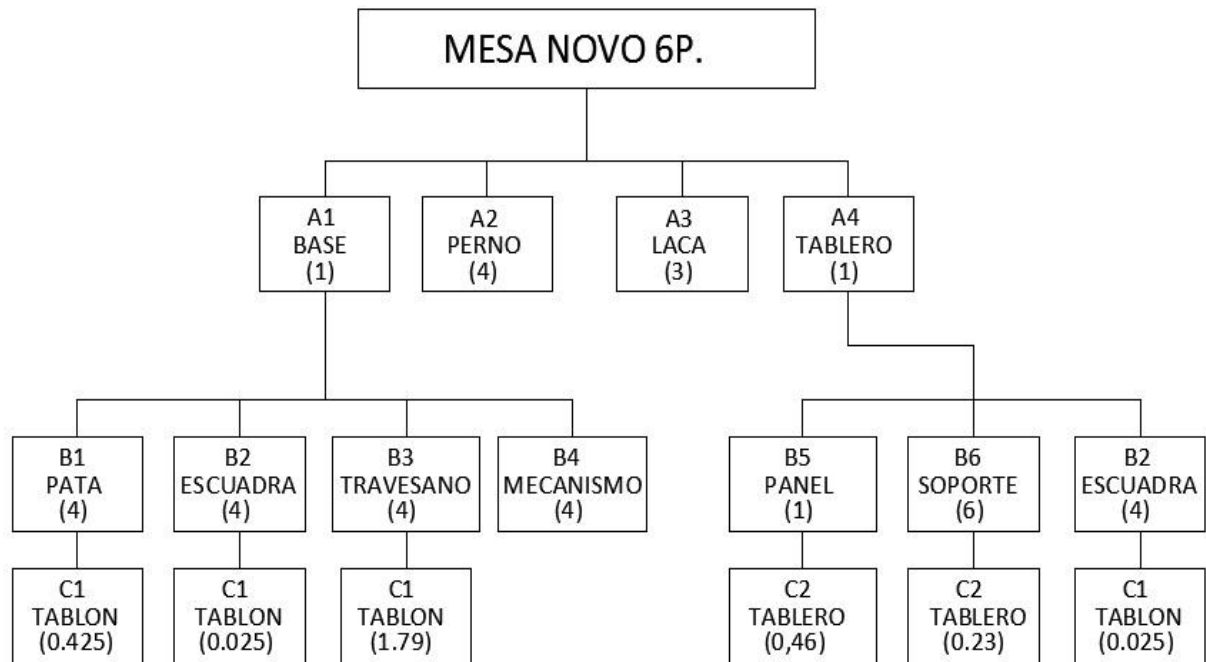 MESA NOVO 6P.
A1
BASE
(1)
A2
PERNO
(4)
A3
LACA
(3)
A4
TABLERO
(1)
B1
PATA
(4)
B2
ESCUADRA
(4)
B3
TRAVESANO
(4)
B4
MECANISMO
(4)
B5
PANEL
(1)
B6
SOPORTE
(6)
B2
ESCUADRA
(4)
C1
TABLON
(0.425)
C1
TABLON
(0.025)
C1
TABLON
(1.79)
C2
TABLERO
(0,46)
C2
TABLERO
(0.23)
C1
TABLON
(0.025)